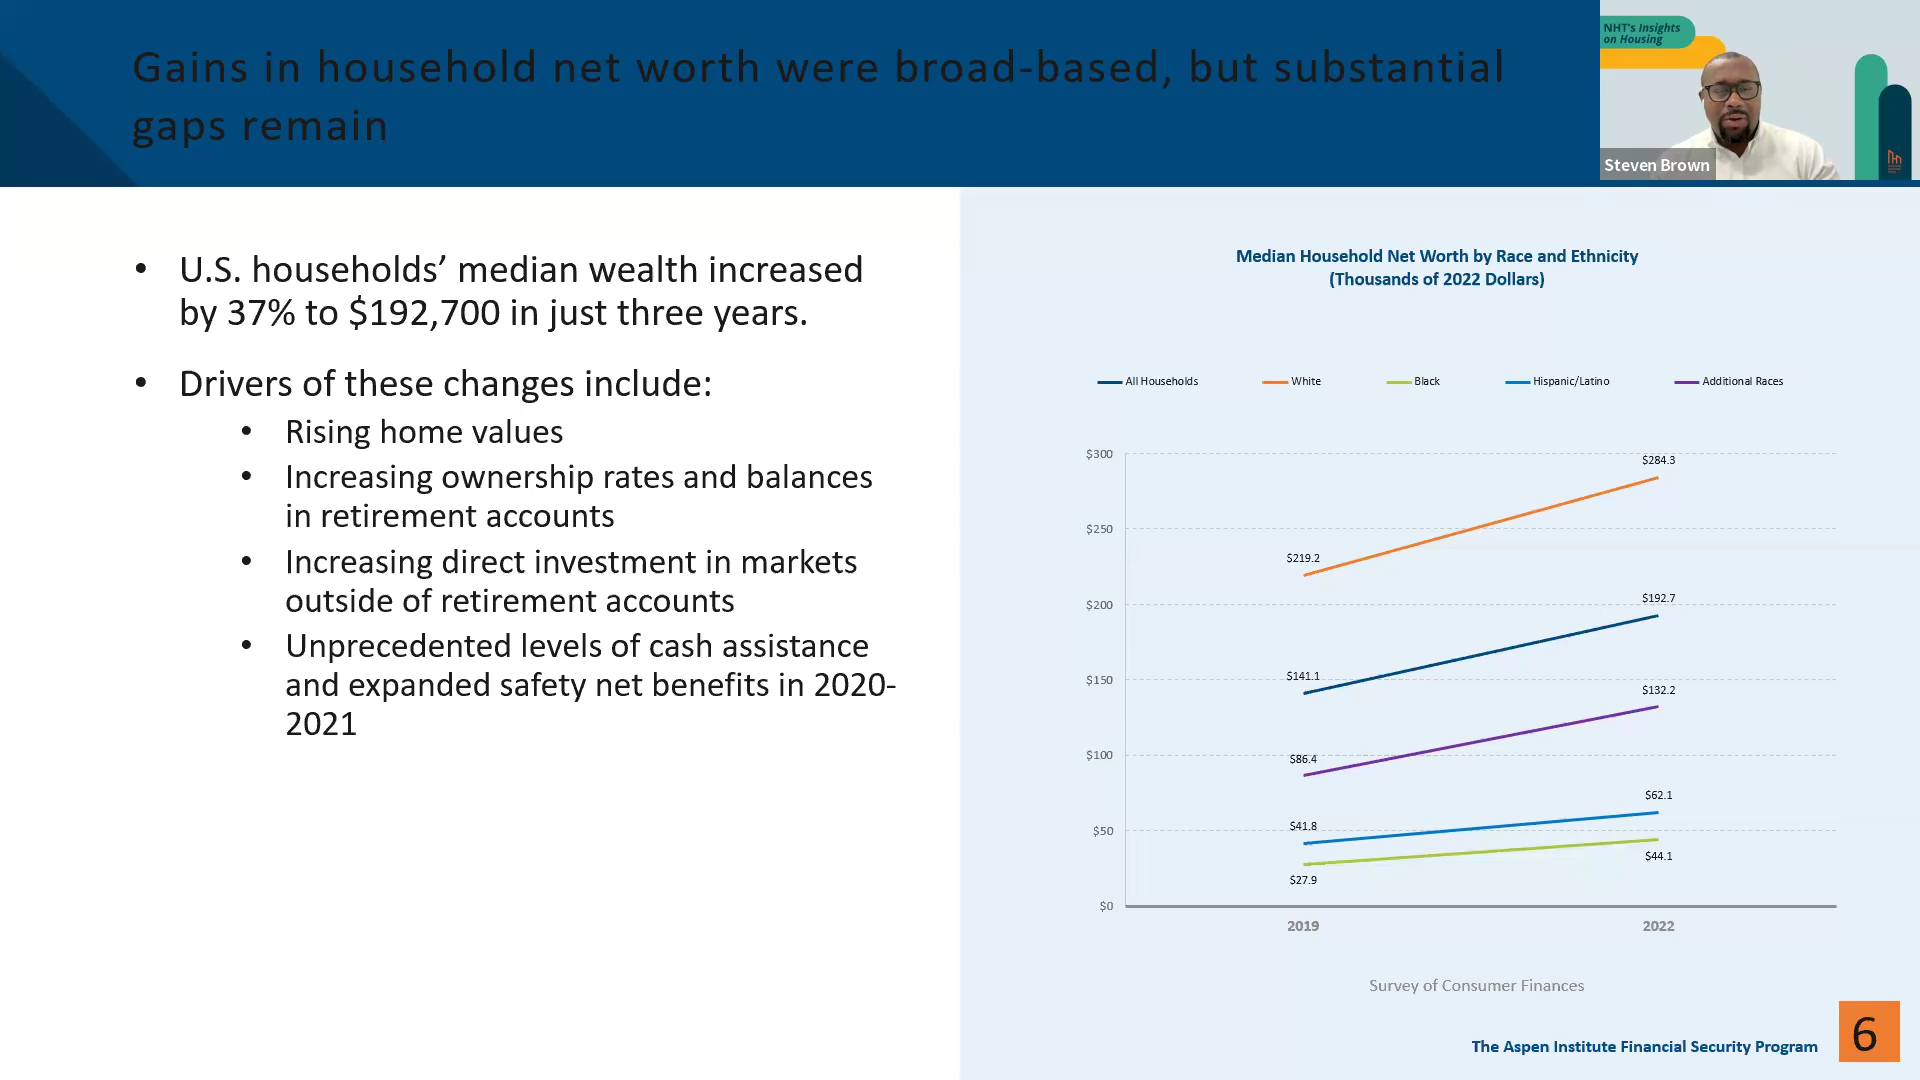 Gains in household net worth were broad-based, but substantial
gaps remain
NHT's Insights
on Housing
Steven Brown
• U.S. households’ median wealth increased
by 37% to $192,700 in just three years.
• Drivers of these changes include:
• Rising home values
• Increasing ownership rates and balances
in retirement accounts
• Increasing direct investment in markets
outside of retirement accounts
• Unprecedented levels of cash assistance
and expanded safety net benefits in 2020-
2021
Median Household Net Worth by Race and Ethnicity
(Thousands of 2022 Dollars)
All Households White Black Hispanic/Latino Additional Races
$300
$284.3
$250
$219.2
$200
$192.7
$150
$141.1
$132.2
$100
$86.4
$62.1
$50
$41.8
$44.1
$27.9
$0
2019 2022
Survey of Consumer Finances
The Aspen Institute Financial Security Program
6